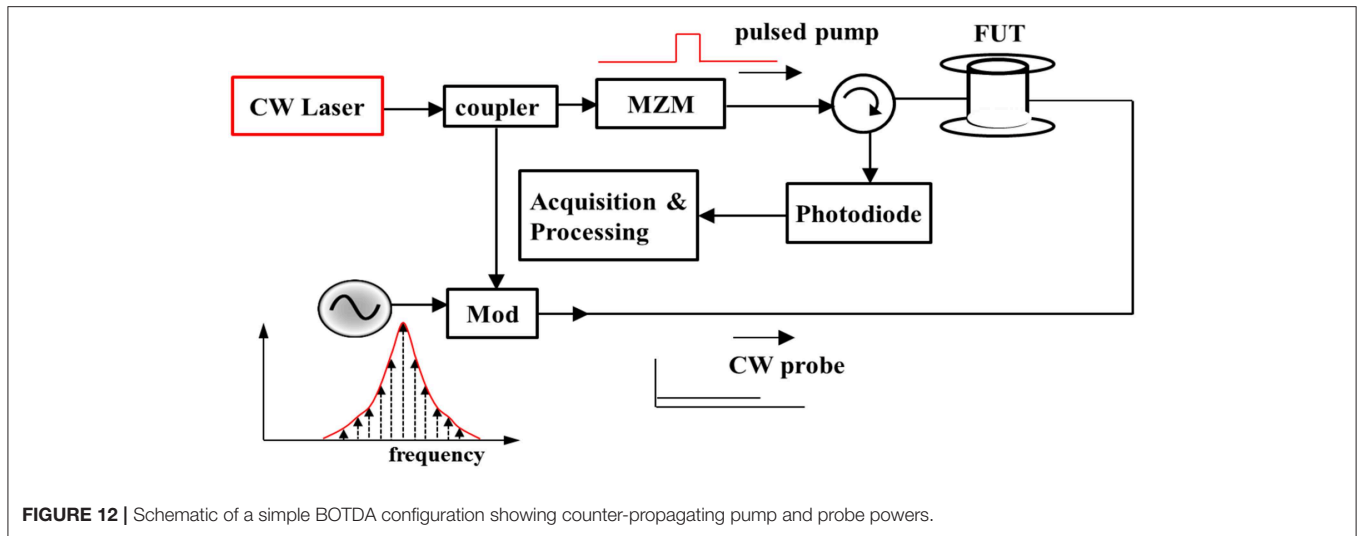 pulsed pump
FUT
CW Laser
coupler
MZM
Acquisition &
Processing
Photodiode
Mod
CW probe
frequency
FIGURE 12 | Schematic of a simple BOTDA configuration showing counter-propagating pump and probe powers.